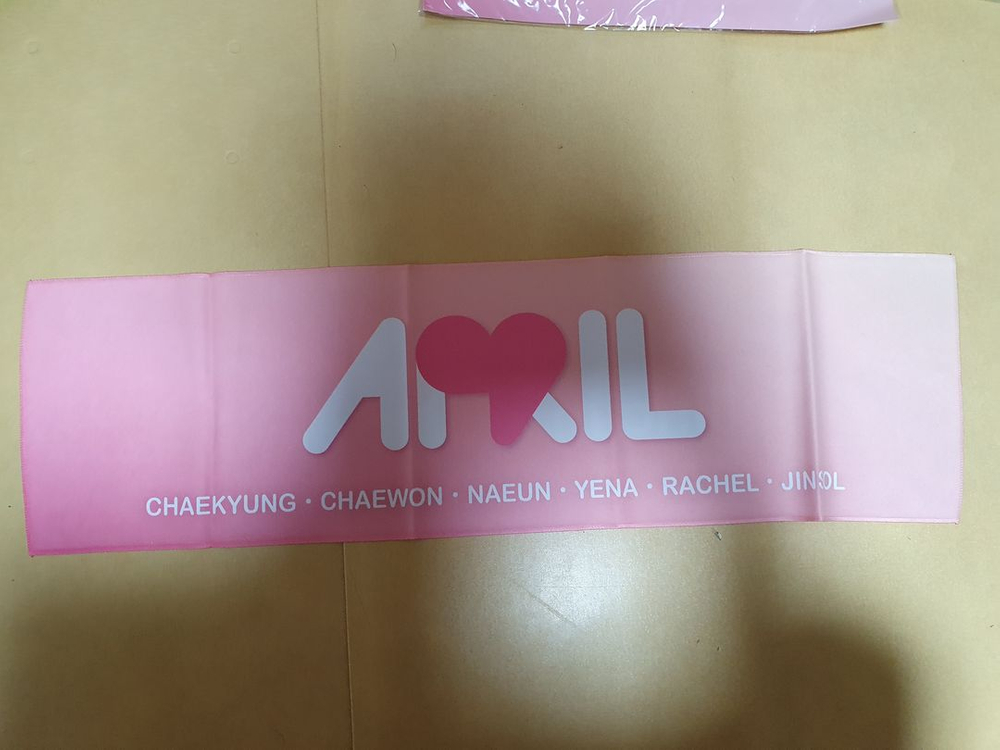 APRIL
CHAEKYUNG · CHAEWON · NAEUN · YENA · RACHEL · JINSOL